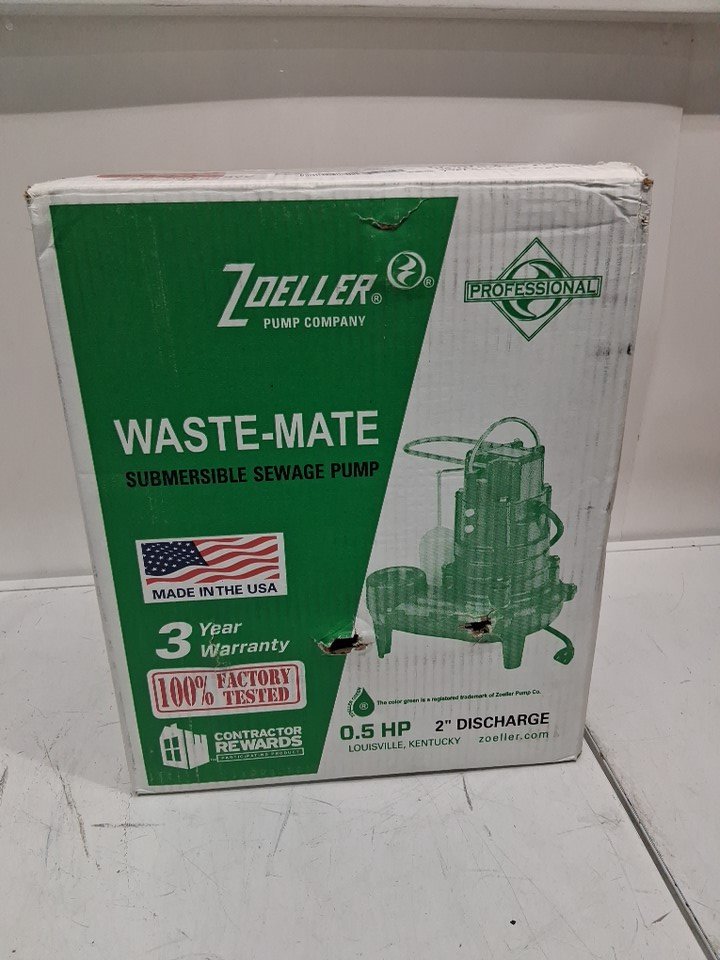 ZOELLER®
®
PUMP COMPANY
PROFESSIONAL
WASTE-MATE
SUBMERSIBLE SEWAGE PUMP
MADE IN THE USA
3 Year
Warranty
100% FACTORY
TESTED
CONTRACTOR
REWARDS
PARTICIPATING PRODUCT
®
The color green is a registered trademark of Zoeller Pump Co.
0.5 HP
2" DISCHARGE
LOUISVILLE, KENTUCKY
zoeller.com